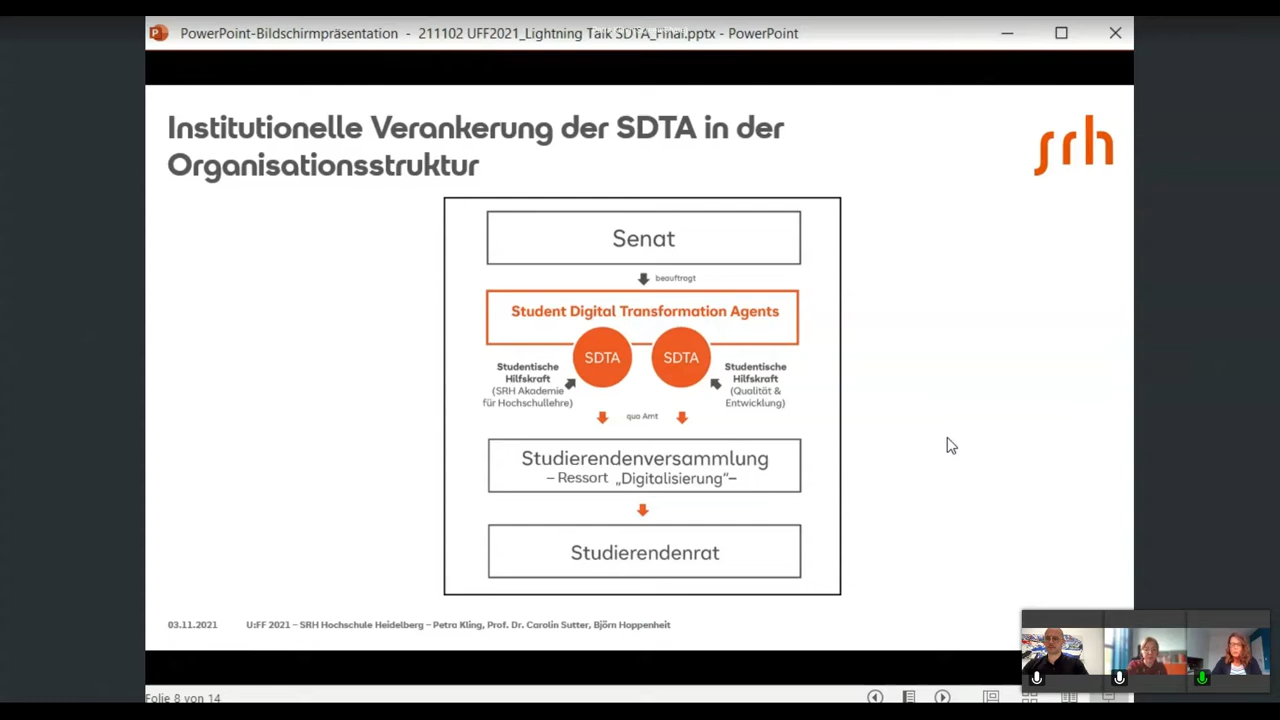 PowerPoint-Bildschirmpräsentation - 211102 UFF2021_Lightning Talk SDTA_Final.pptx - PowerPoint
Institutionelle Verankerung der SDTA in der
Organisationsstruktur
srh
Senat
beauftragt
Student Digital Transformation Agents
SDTA SDTA
Studentische
Hilfskraft
(SRH Akademie
für Hochschullehre)
Studentische
Hilfskraft
(Qualität &
Entwicklung)
qua Amt
Studierendenversammlung
– Ressort „Digitalisierung“–
Studierendenrat
03.11.2021 U:FF 2021 – SRH Hochschule Heidelberg – Petra Kling, Prof. Dr. Carolin Sutter, Björn Hoppenheit
Folie 8 von 14